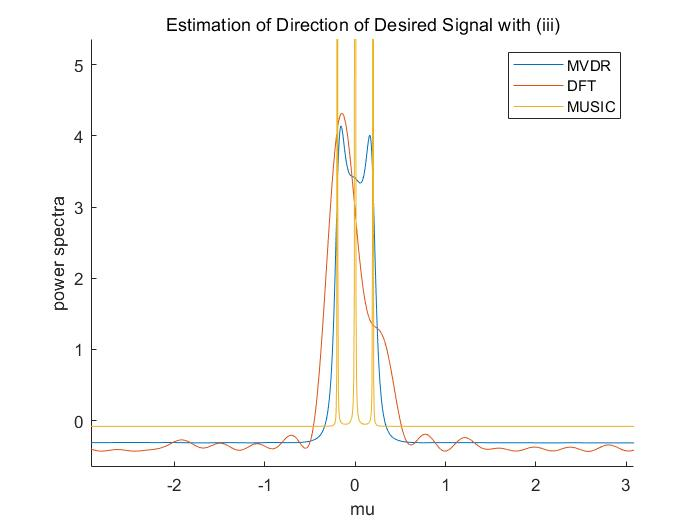 Estimation of Direction of Desired Signal with (iii)
MVDR
DFT
MUSIC
power spectra
5
4
3
2
1
0
-2 -1 0 1 2 3
mu